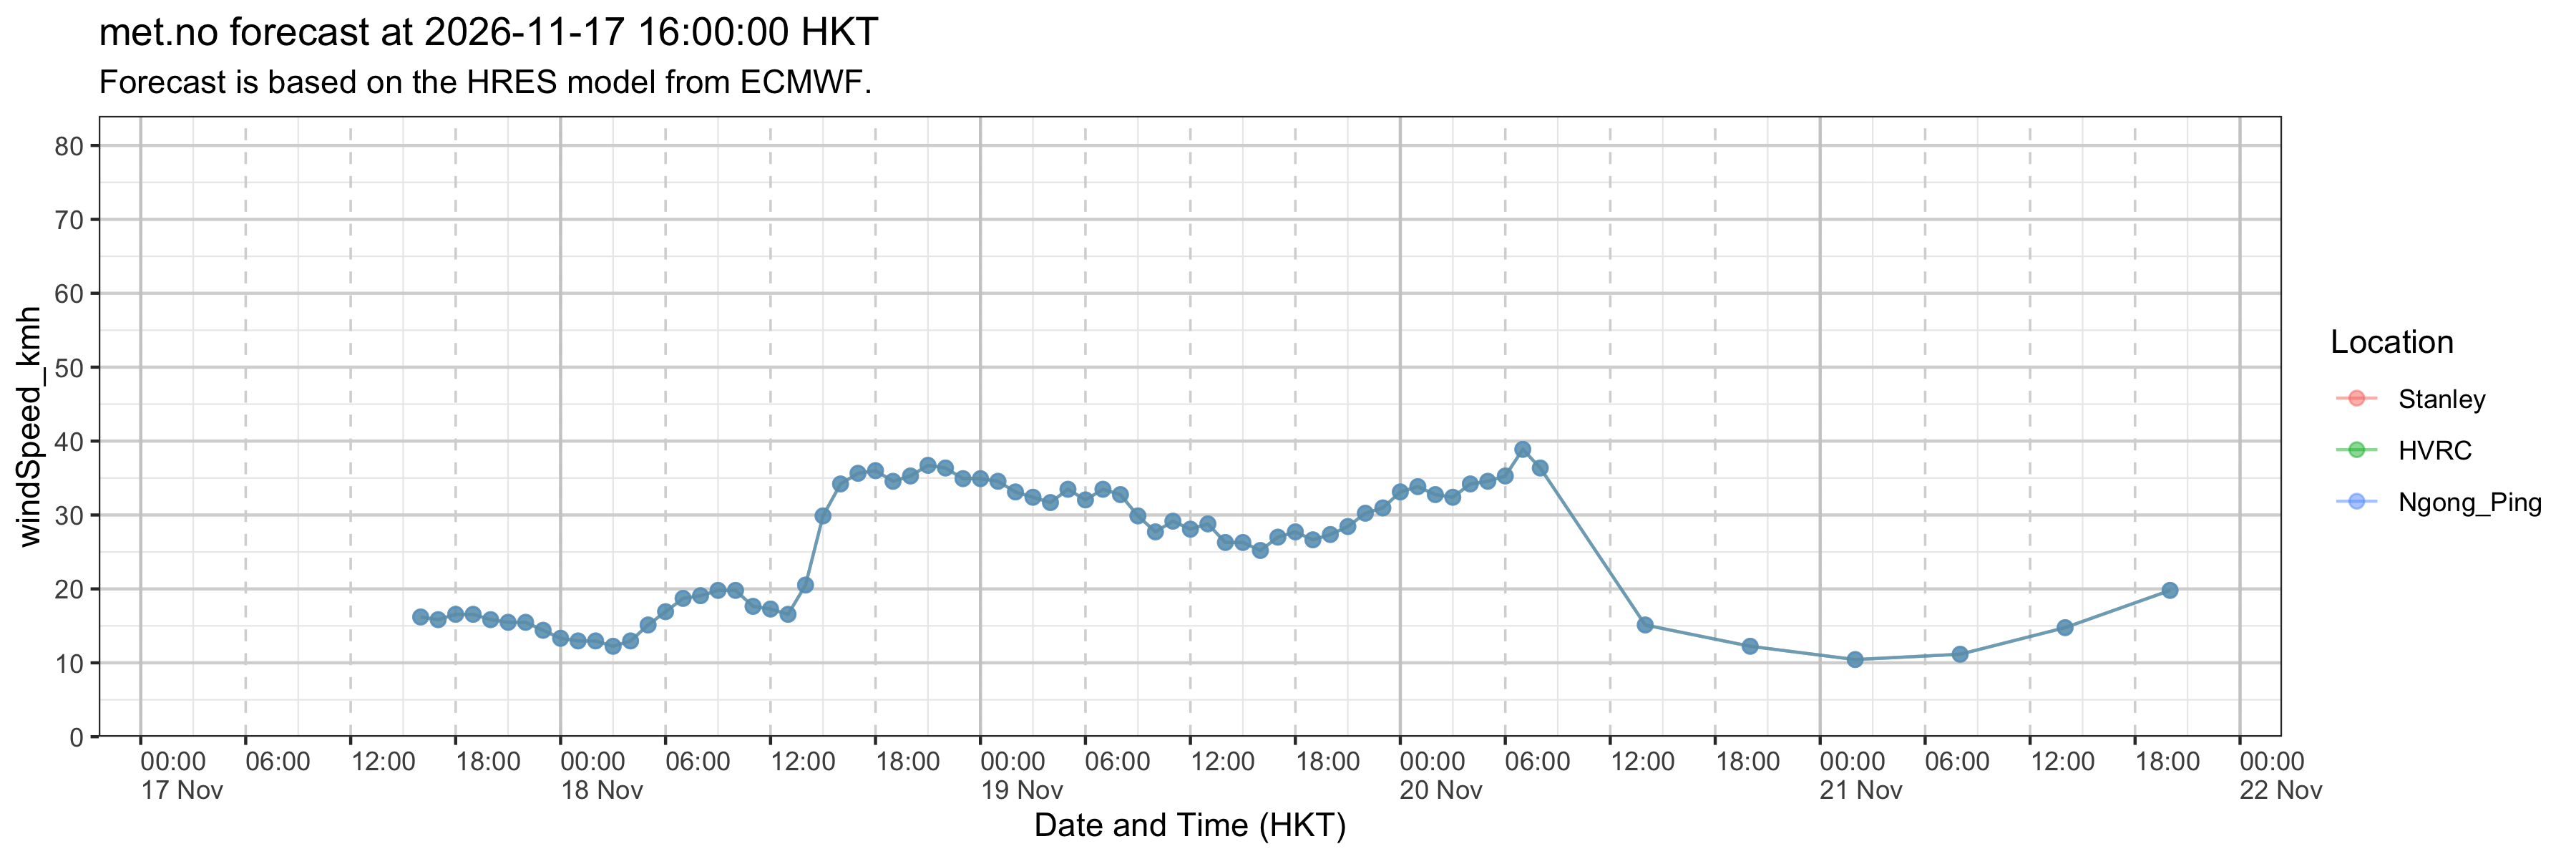 met.no forecast at 2026-11-17 16:00:00 HKT
Forecast is based on the HRES model from ECMWF.
windSpeed_kmh
80
70
60
50
40
30
20
10
0
00:00 06:00 12:00 18:00 00:00 06:00 12:00 18:00 00:00 06:00 12:00 18:00 00:00 06:00 12:00 18:00 00:00 06:00 12:00 18:00 00:00
17 Nov 18 Nov 19 Nov 20 Nov 21 Nov 22 Nov
Date and Time (HKT)
Location
Stanley
HVRC
Ngong_Ping